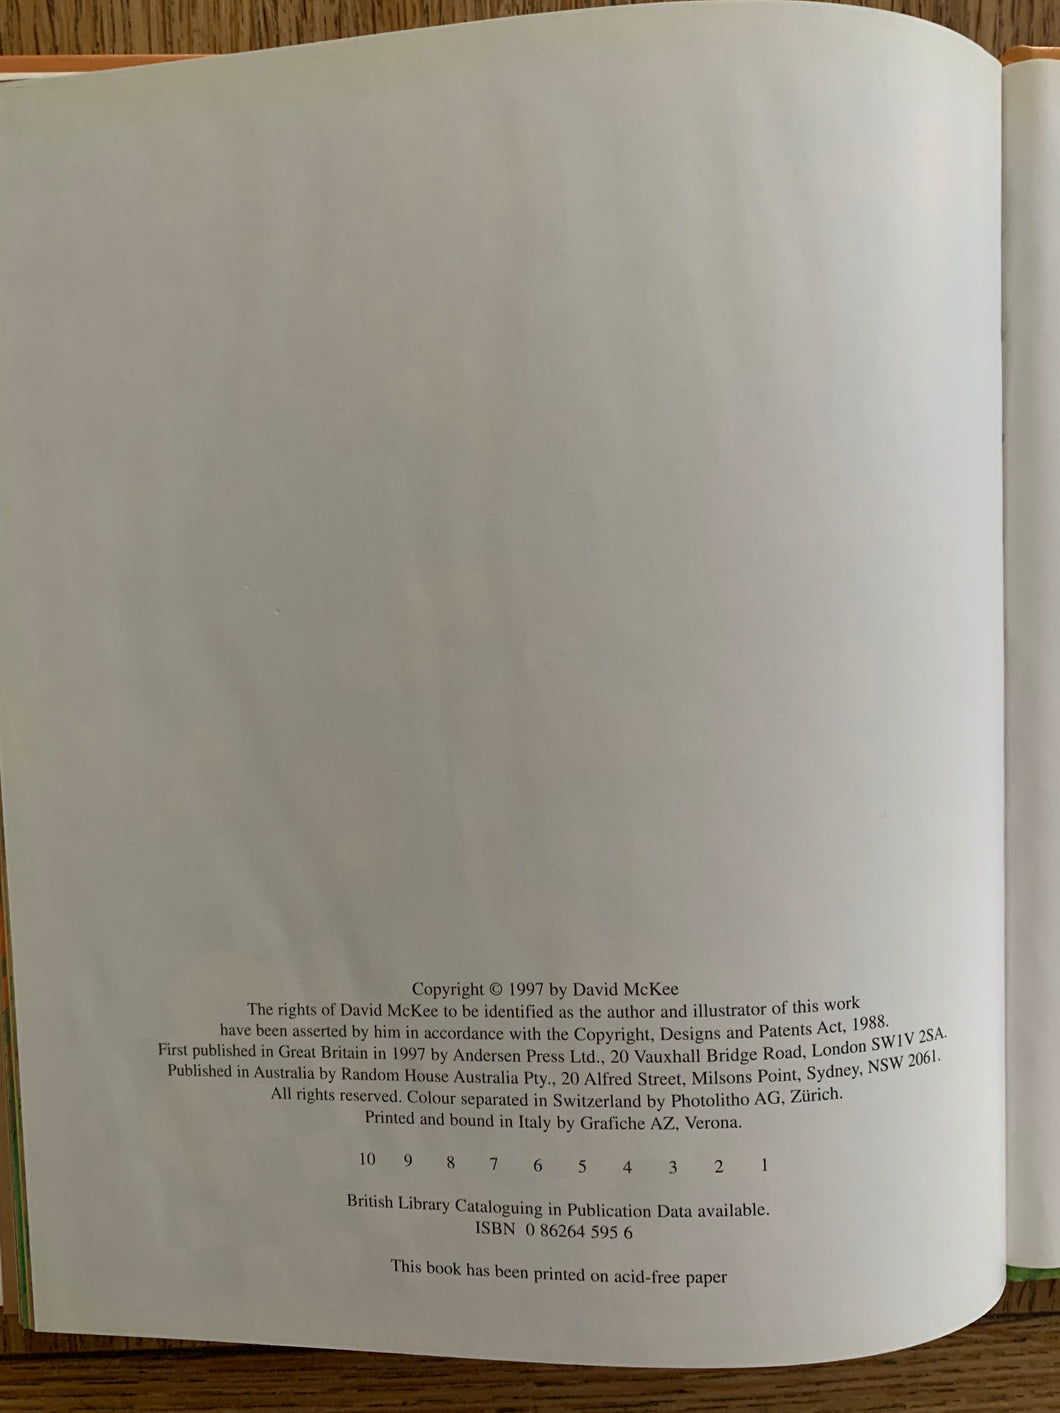 Copyright © 1997 by David McKee
The rights of David McKee to be identified as the author and illustrator of this work
have been asserted by him in accordance with the Copyright, Designs and Patents Act, 1988.
First published in Great Britain in 1997 by Andersen Press Ltd., 20 Vauxhall Bridge Road, London SW1V 2SA.
Published in Australia by Random House Australia Pty., 20 Alfred Street, Milsons Point, Sydney, NSW 2061.
All rights reserved. Colour separated in Switzerland by Photolitho AG, Zürich.
Printed and bound in Italy by Grafiche AZ, Verona.
10 9 8 7 6 5 4 3 2 1
British Library Cataloguing in Publication Data available.
ISBN 0 86264 595 6
This book has been printed on acid-free paper